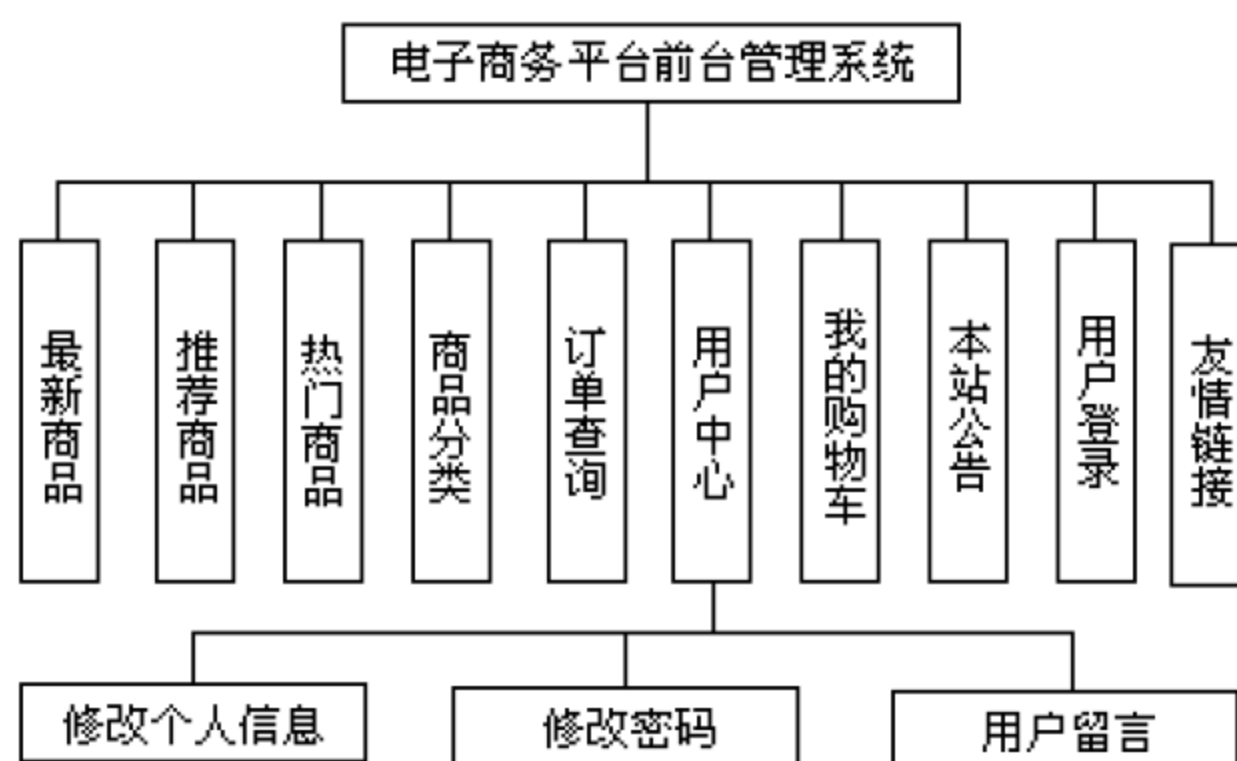 电子商务平台前台管理系统
最新商品
推荐商品
热门商品
商品分类
订单查询
用户中心
我的购物车
本站公告
用户登录
友情链接
修改个人信息
修改密码
用户留言